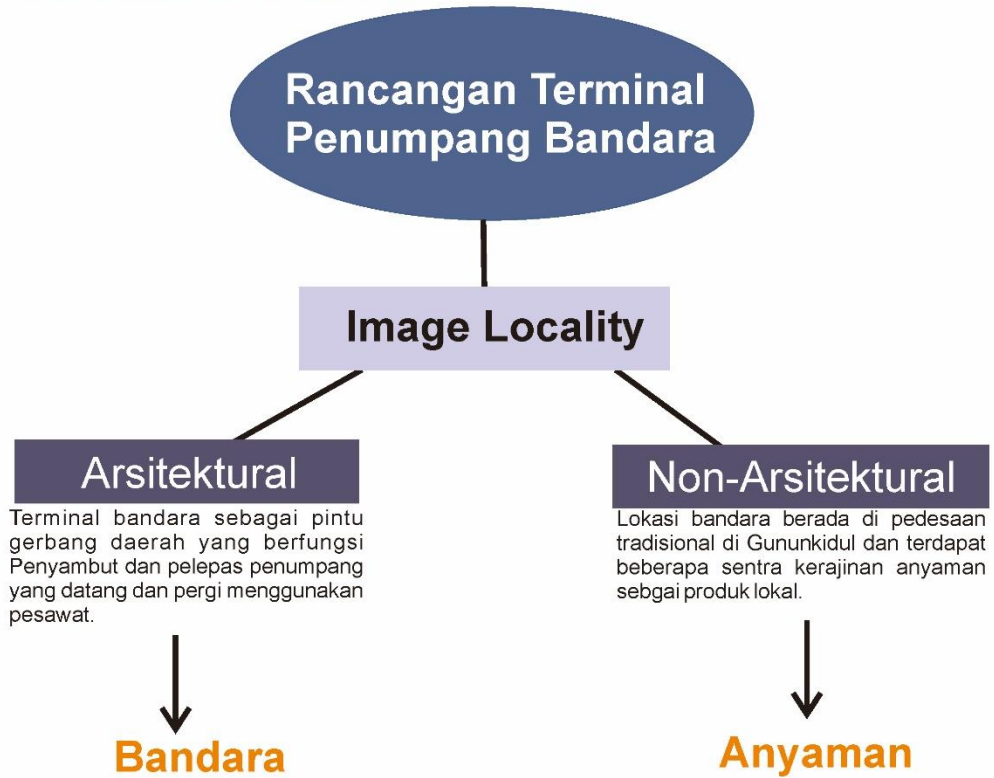 Rancangan Terminal
Penumpang Bandara
Image Locality
Arsitektural
Terminal bandara sebagai pintu
gerbang daerah yang berfungsi
Penyambut dan pelepas penumpang
yang datang dan pergi menggunakan
pesawat.
Bandara
Non-Arsitektural
Lokasi bandara berada di pedesaan
tradisional di Gununkidul dan terdapat
beberapa sentra kerajinan anyaman
sebgai produk lokal.
Anyaman